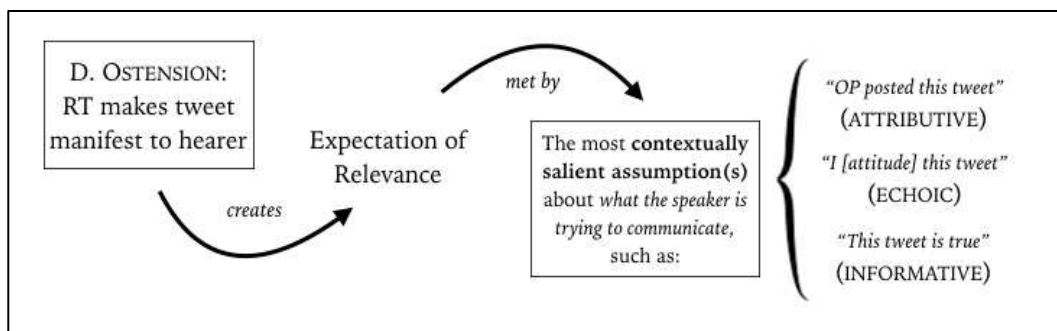 D. OSTENSION:
RT makes tweet
manifest to hearer
creates
Expectation of
Relevance
met by
The most contextually
salient assumption(s)
about what the speaker is
trying to communicate,
such as:
“OP posted this tweet”
(ATTRIBUTIVE)
“I [attitude] this tweet”
(ECHOIC)
“This tweet is true”
(INFORMATIVE)